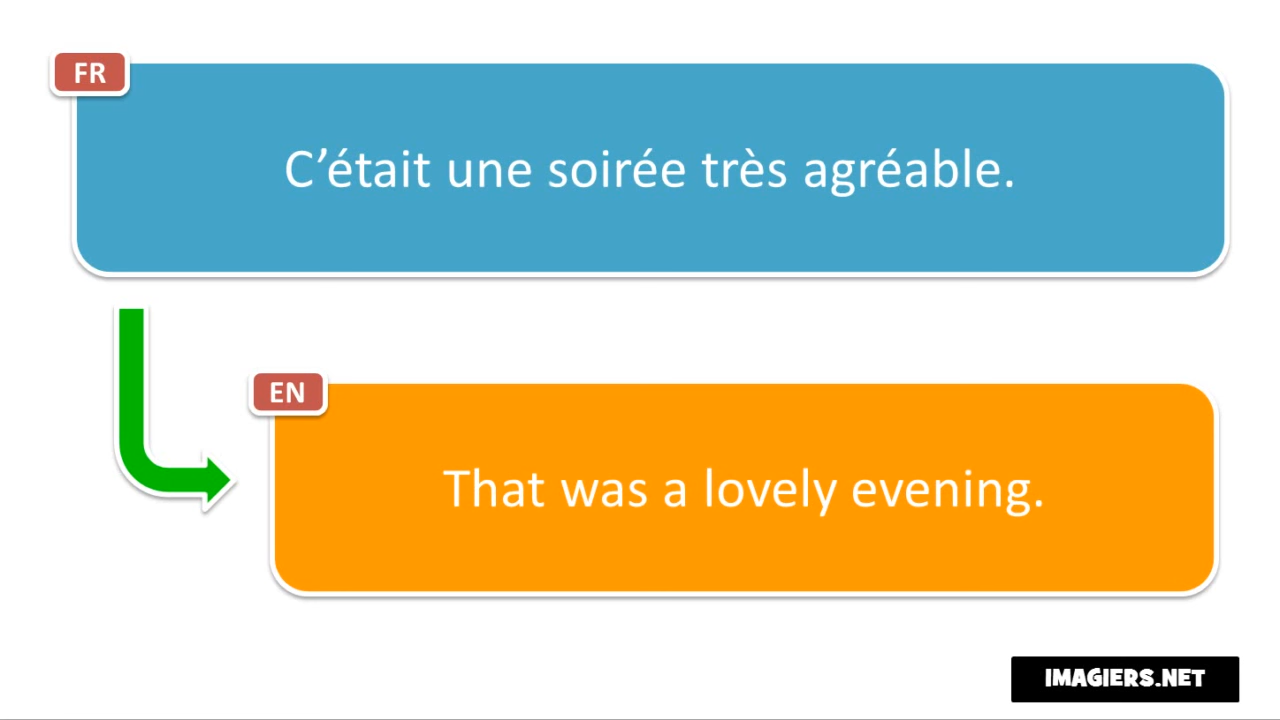 FR
C’était une soirée très agréable.
EN
That was a lovely evening.
IMAGIERS.NET